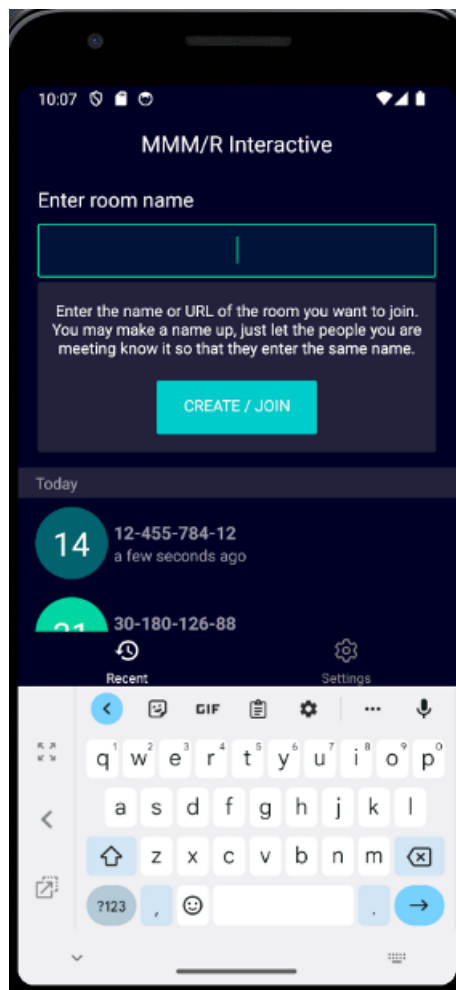 10:07
MMM/R Interactive
Enter room name
Enter the name or URL of the room you want to join.
You may make a name up, just let the people you are
meeting know it so that they enter the same name.
CREATE / JOIN
Today
14
12-455-784-12
a few seconds ago
30-180-126-88
Recent
Settings
GIF
q 1 w 2 e 3 r 4 t 5 y 6 u 7 i 8 o 9 p 0
a s d f g h j k l
z x c v b n m
?123 , .